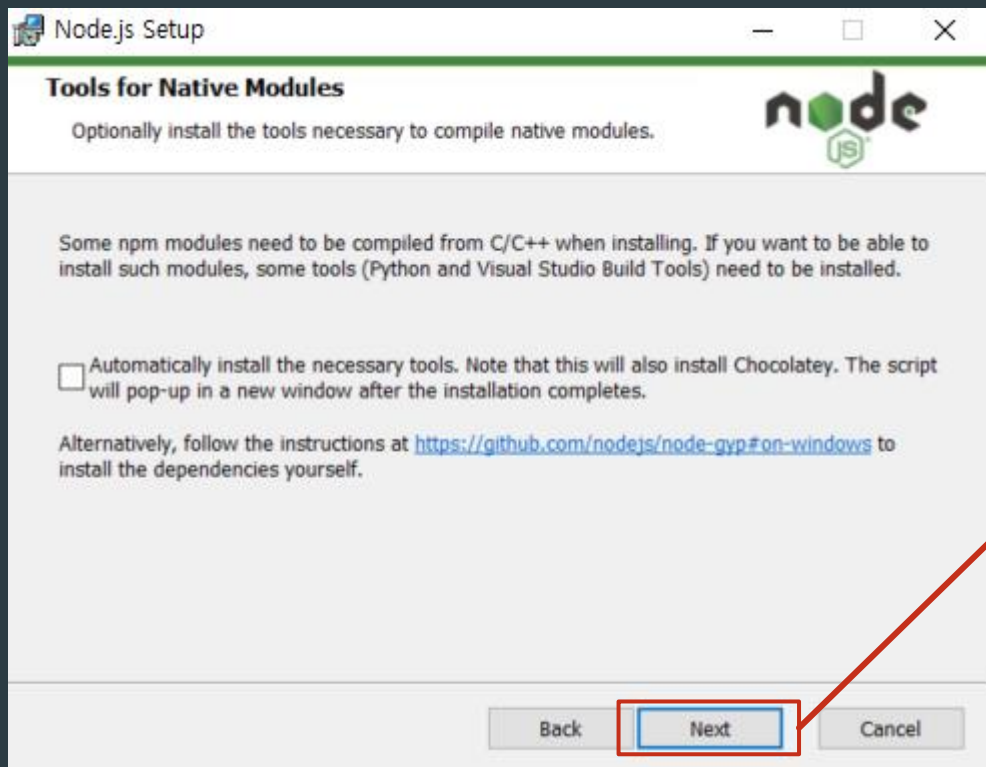 Node.js Setup
Tools for Native Modules
Optionally install the tools necessary to compile native modules.
node
JS
Some npm modules need to be compiled from C/C++ when installing. If you want to be able to
install such modules, some tools (Python and Visual Studio Build Tools) need to be installed.
Automatically install the necessary tools. Note that this will also install Chocolatey. The script
will pop-up in a new window after the installation completes.
Alternatively, follow the instructions at https://github.com/nodejs/node-gyp#on-windows to
install the dependencies yourself.
Back Next Cancel